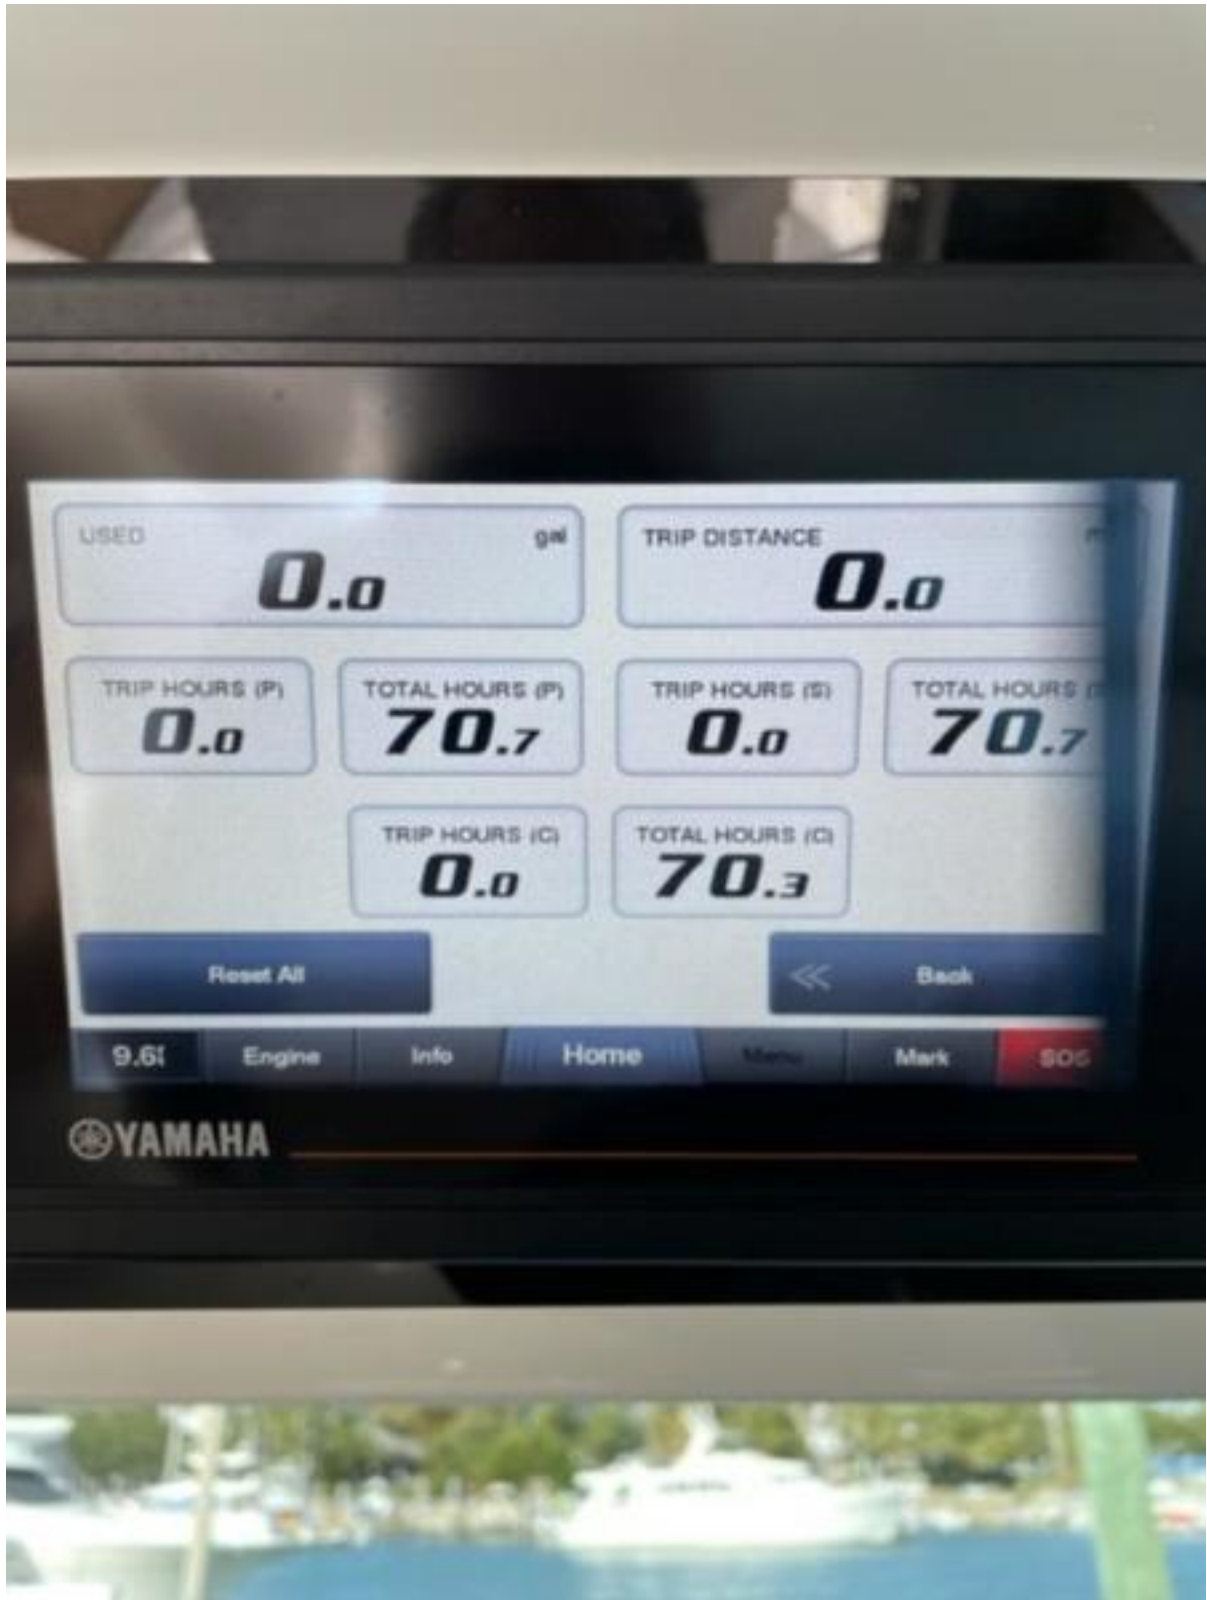 USED gal
0.0
TRIP DISTANCE
0.0
TRIP HOURS (P)
0.0
TOTAL HOURS (P)
70.7
TRIP HOURS (S)
0.0
TOTAL HOURS
70.7
TRIP HOURS (C)
0.0
TOTAL HOURS (C)
70.3
Reset All
Back
Engine
Info
Home
Menu
Mark
SOS
YAMAHA